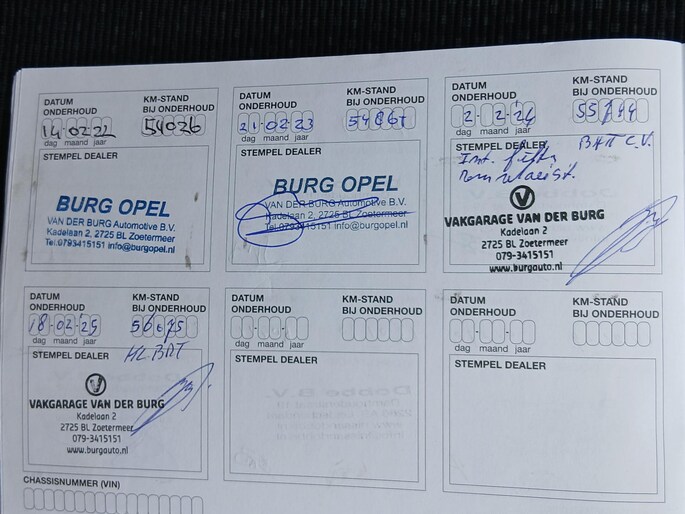 DATUM ONDERHOUD
KM-STAND BIJ ONDERHOUD
14-02-22
54026
dag maand jaar
STEMPEL DEALER
BURG OPEL
VAN DER BURG Automotive B.V.
Kadelaan 2, 2725 BL Zoetermeer
Tel.0793415151 info@burgopel.nl
DATUM ONDERHOUD
KM-STAND BIJ ONDERHOUD
21-02-23
dag maand jaar
STEMPEL DEALER
BURG OPEL
VAN DER BURG Automotive B.V.
Kadelaan 2, 2725 BL Zoetermeer
Tel.0793415151 info@burgopel.nl
DATUM ONDERHOUD
KM-STAND BIJ ONDERHOUD
2-2-24
dag maand jaar
STEMPEL DEALER
Int. filter
remvloeist.
VAKGARAGE VAN DER BURG
Kadelaan 2
2725 BL Zoetermeer
079-3415151
www.burgauto.nl
DATUM ONDERHOUD
KM-STAND BIJ ONDERHOUD
18-02-25
dag maand jaar
STEMPEL DEALER
VAKGARAGE VAN DER BURG
Kadelaan 2
2725 BL Zoetermeer
079-3415151
www.burgauto.nl
DATUM ONDERHOUD
KM-STAND BIJ ONDERHOUD
dag maand jaar
STEMPEL DEALER
DATUM ONDERHOUD
KM-STAND BIJ ONDERHOUD
dag maand jaar
STEMPEL DEALER
CHASSISNUMMER (VIN)